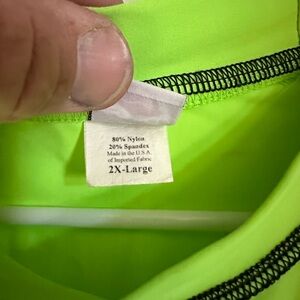 80% Nylon
20% Spandex
Made in the U.S.A.
of Imported Fabric
2X-Large